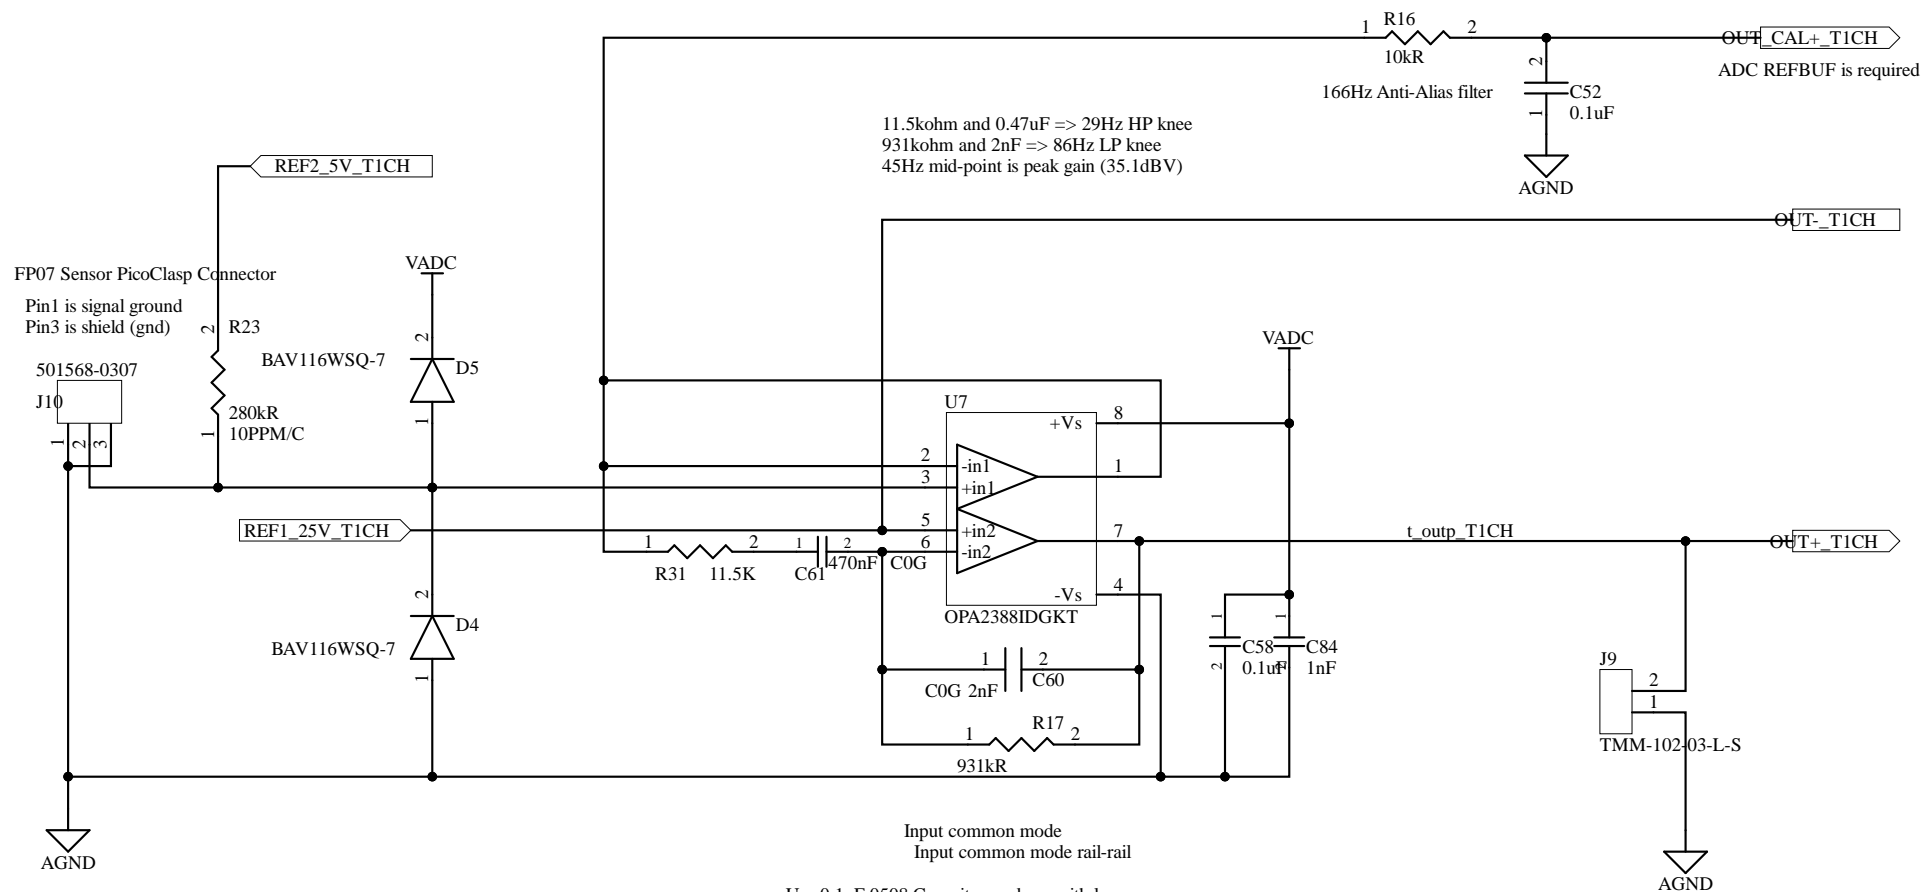 R16
1
2
10kR
OUT_CAL+_T1CH
ADC REFBUF is required
166Hz Anti-Alias filter
2
C52
0.1uF
1
AGND
11.5kohm and 0.47uF => 29Hz HP knee
931kohm and 2nF => 86Hz LP knee
45Hz mid-point is peak gain (35.1dBV)
REF2_5V_T1CH
OUT-_T1CH
FP07 Sensor PicoClasp Connector
Pin1 is signal ground
Pin3 is shield (gnd)
VADC
2
R23
280kR
10PPM/C
1
BAV116WSQ-7
2
D5
1
501568-0307
J10
1
2
3
VADC
U7
+Vs
8
2
-in1
1
3
+in1
REF1_25V_T1CH
5
+in2
7
6
-in2
t_outp_T1CH
OUT+_T1CH
1
2
R31
11.5K
1
2
C61
470nF
C0G
-Vs
4
OPA2388IDGKT
2
D4
BAV116WSQ-7
1
1
2
C0G 2nF
C60
1
C58
0.1uF
2
1
C84
1nF
2
R17
1
2
931kR
J9
2
1
TMM-102-03-L-S
AGND
AGND
Input common mode
Input common mode rail-rail